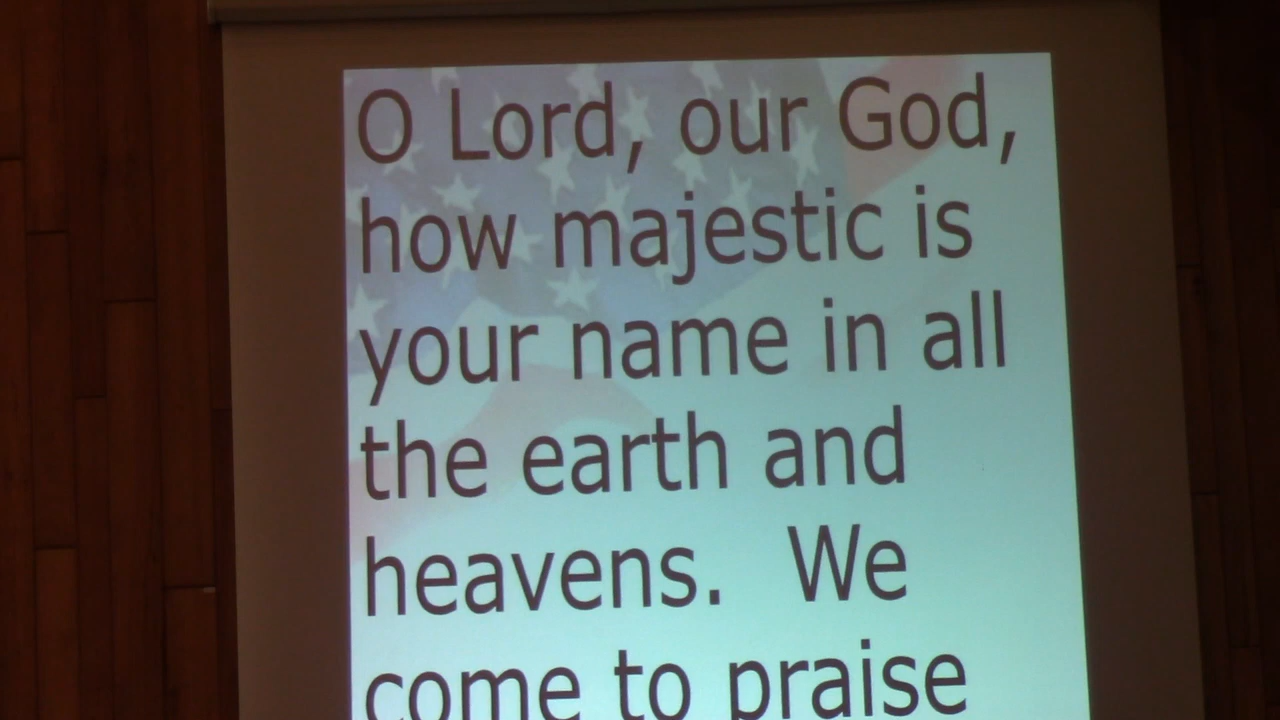 O Lord, our God,
how majestic is
your name in all
the earth and
heavens.  We
come to praise